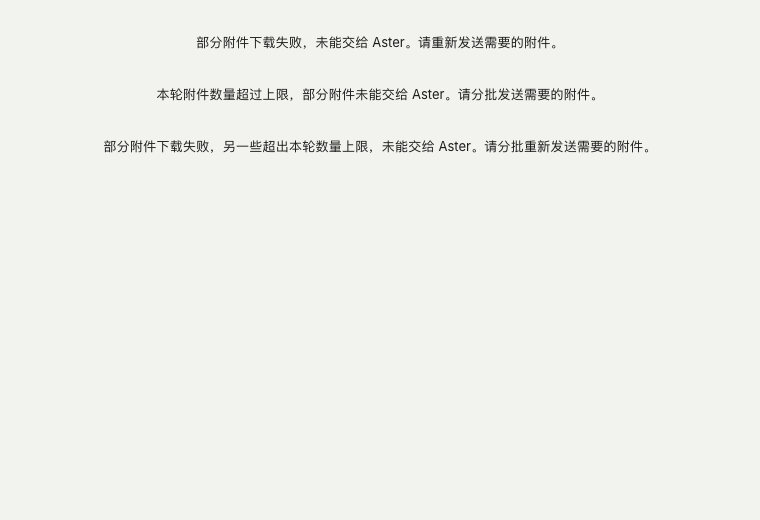 部分附件下载失败，未能交给 Aster。请重新发送需要的附件。
本轮附件数量超过上限，部分附件未能交给 Aster。请分批发送需要的附件。
部分附件下载失败，另一些超出本轮数量上限，未能交给 Aster。请分批重新发送需要的附件。